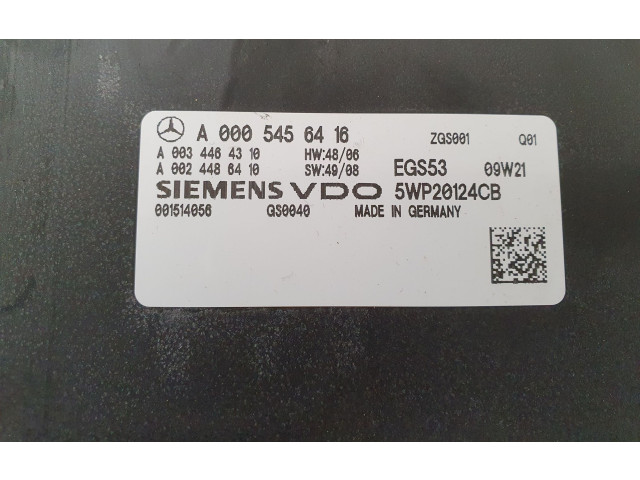 A 000 545 64 16 ZGS001 Q01
A 003 446 43 10 HW:48/06
A 002 448 64 10 SW:49/08 EGS53 09W21
SIEMENS VDO 5WP20124CB
001514056 GS0040 MADE IN GERMANY